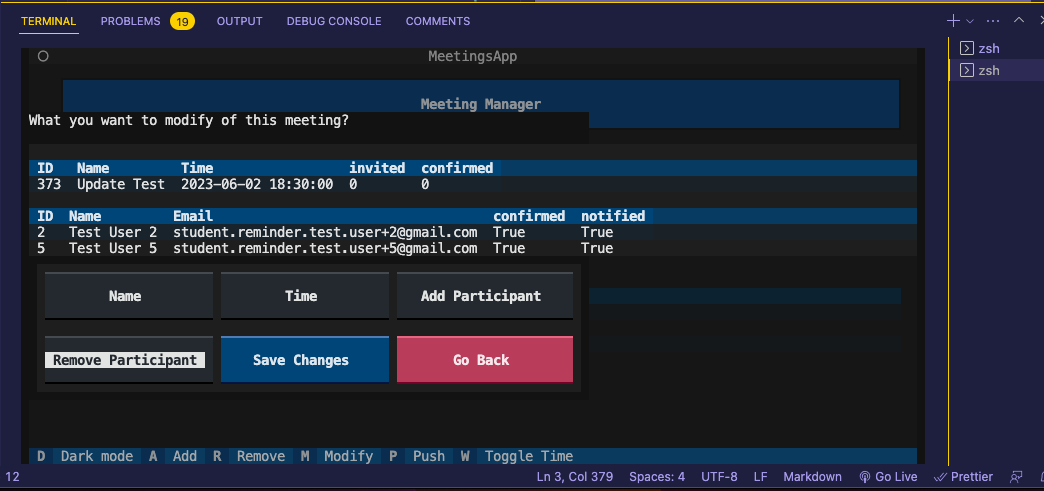 TERMINAL PROBLEMS 19 OUTPUT DEBUG CONSOLE COMMENTS
MeetingsApp
zsh
zsh
Meeting Manager
What you want to modify of this meeting?
ID Name Time invited confirmed
373 Update Test 2023-06-02 18:30:00 0 0
ID Name Email confirmed notified
2 Test User 2 student.reminder.test.user+2@gmail.com True True
5 Test User 5 student.reminder.test.user+5@gmail.com True True
Name Time Add Participant
Remove Participant Save Changes Go Back
D Dark mode A Add R Remove M Modify P Push W Toggle Time
12 Ln 3, Col 379 Spaces: 4 UTF-8 LF Markdown Go Live Prettier